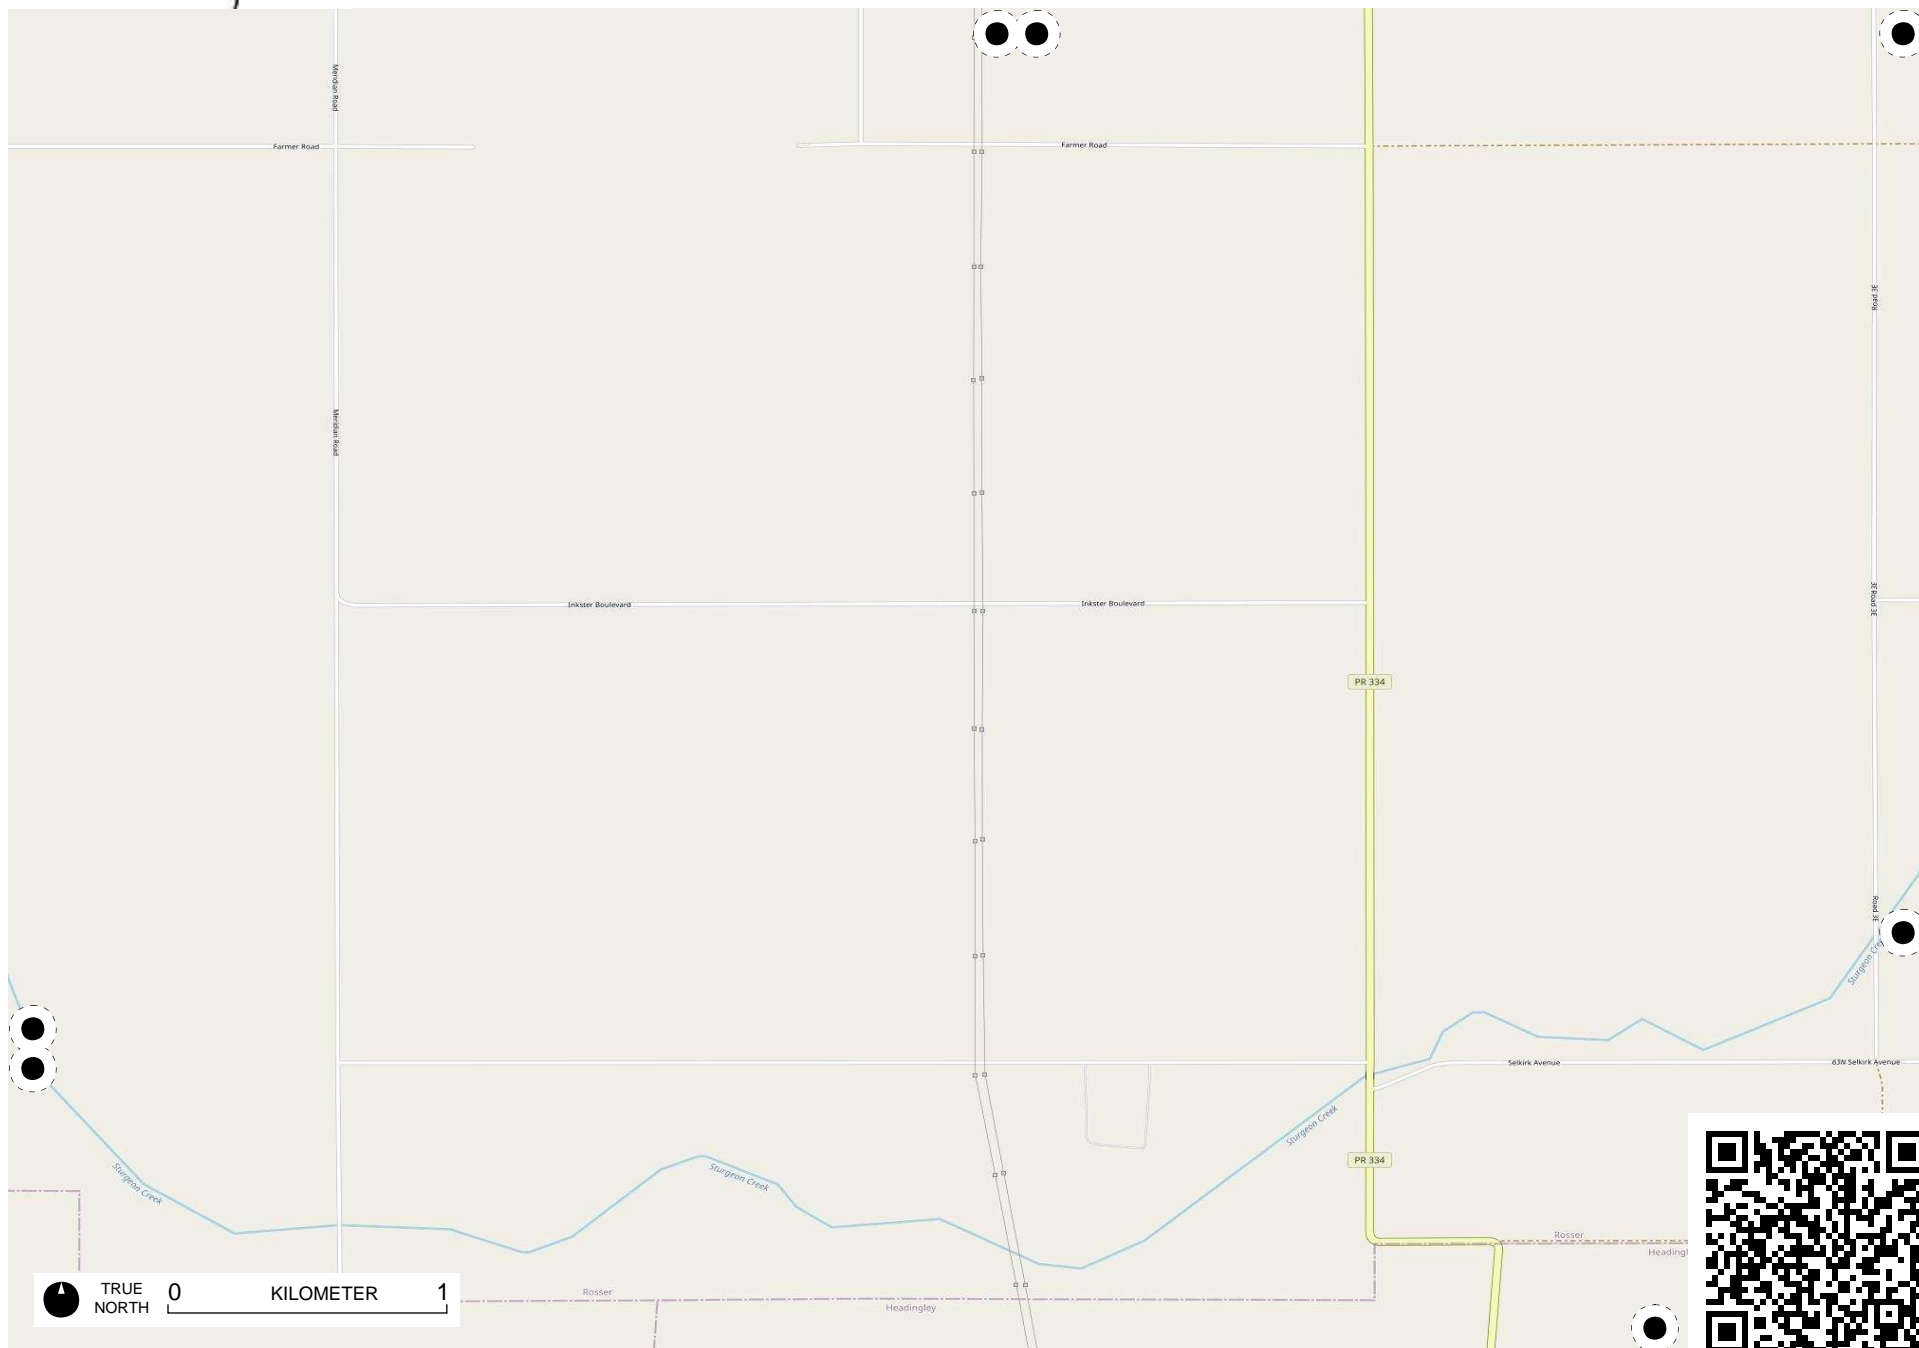 Meridian Road
Farmer Road
Farmer Road
3E Road
Meridian Road
Inkster Boulevard
Inkster Boulevard
3E Road 3E
PR 334
Road 3E
Sturgeon
63N Selkirk Avenue
Selkirk Avenue
Sturgeon Creek
PR 334
Sturgeon Creek
Sturgeon Creek
Rosser
TRUE
NORTH
0 KILOMETER 1
Rosser
Headingley